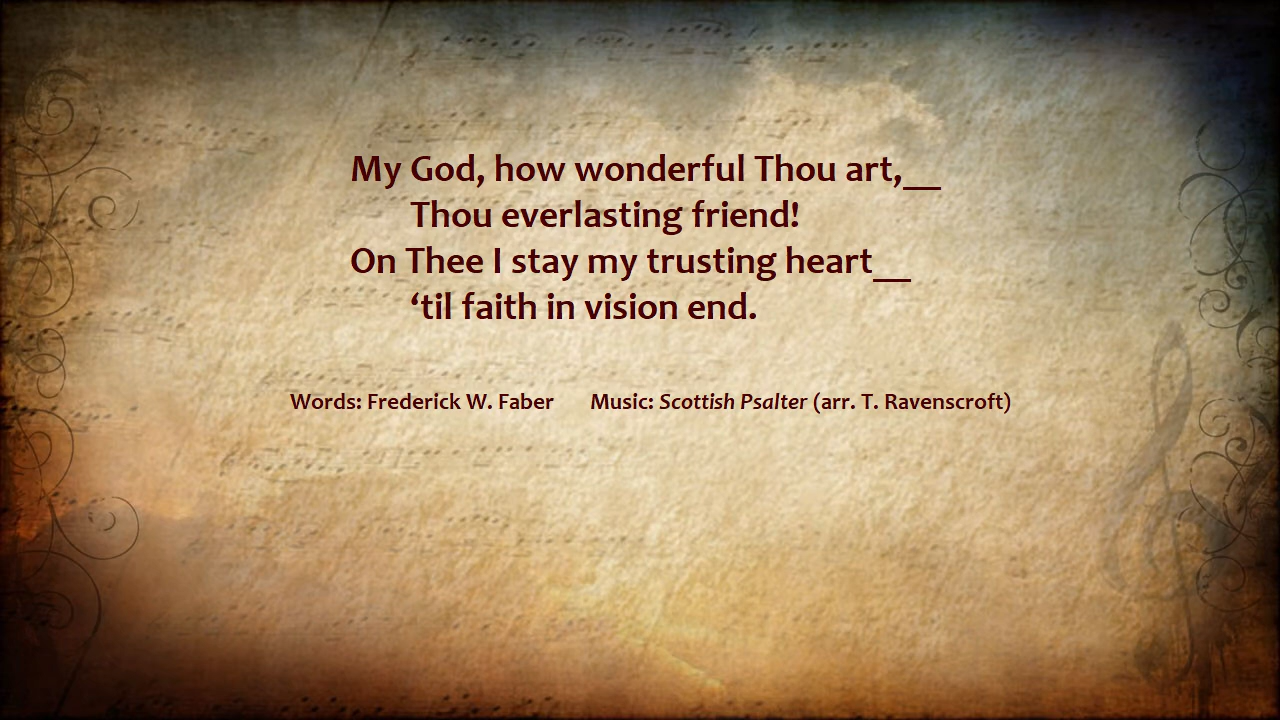 My God, how wonderful Thou art,__
Thou everlasting friend!
On Thee I stay my trusting heart__
‘til faith in vision end.
Words: Frederick W. Faber Music: Scottish Psalter (arr. T. Ravenscroft)